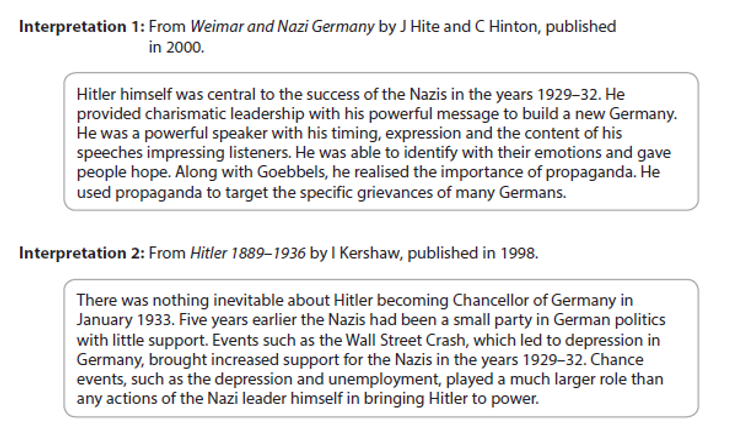 Interpretation 1: From Weimar and Nazi Germany by J Hite and C Hinton, published
in 2000.
Hitler himself was central to the success of the Nazis in the years 1929–32. He
provided charismatic leadership with his powerful message to build a new Germany.
He was a powerful speaker with his timing, expression and the content of his
speeches impressing listeners. He was able to identify with their emotions and gave
people hope. Along with Goebbels, he realised the importance of propaganda. He
used propaganda to target the specific grievances of many Germans.
Interpretation 2: From Hitler 1889–1936 by I Kershaw, published in 1998.
There was nothing inevitable about Hitler becoming Chancellor of Germany in
January 1933. Five years earlier the Nazis had been a small party in German politics
with little support. Events such as the Wall Street Crash, which led to depression in
Germany, brought increased support for the Nazis in the years 1929–32. Chance
events, such as the depression and unemployment, played a much larger role than
any actions of the Nazi leader himself in bringing Hitler to power.